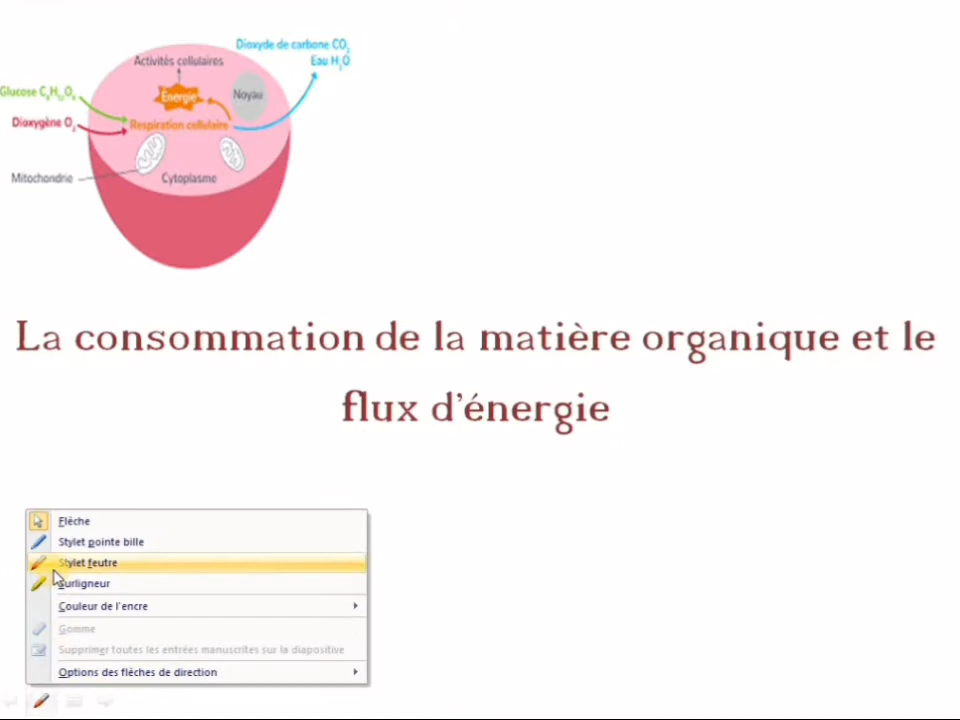 Dioxyde de carbone CO2
Eau H2O
Activités cellulaires
Énergie
Noyau
Glucose C6H12O6
Dioxygène O2
Respiration cellulaire
Mitochondrie
Cytoplasme
La consommation de la matière organique et le
flux d'énergie
Flèche
Stylet pointe bille
Stylet feutre
Surligneur
Couleur de l'encre
Gomme
Supprimer toutes les entrées manuscrites sur la diapositive
Options des flèches de direction